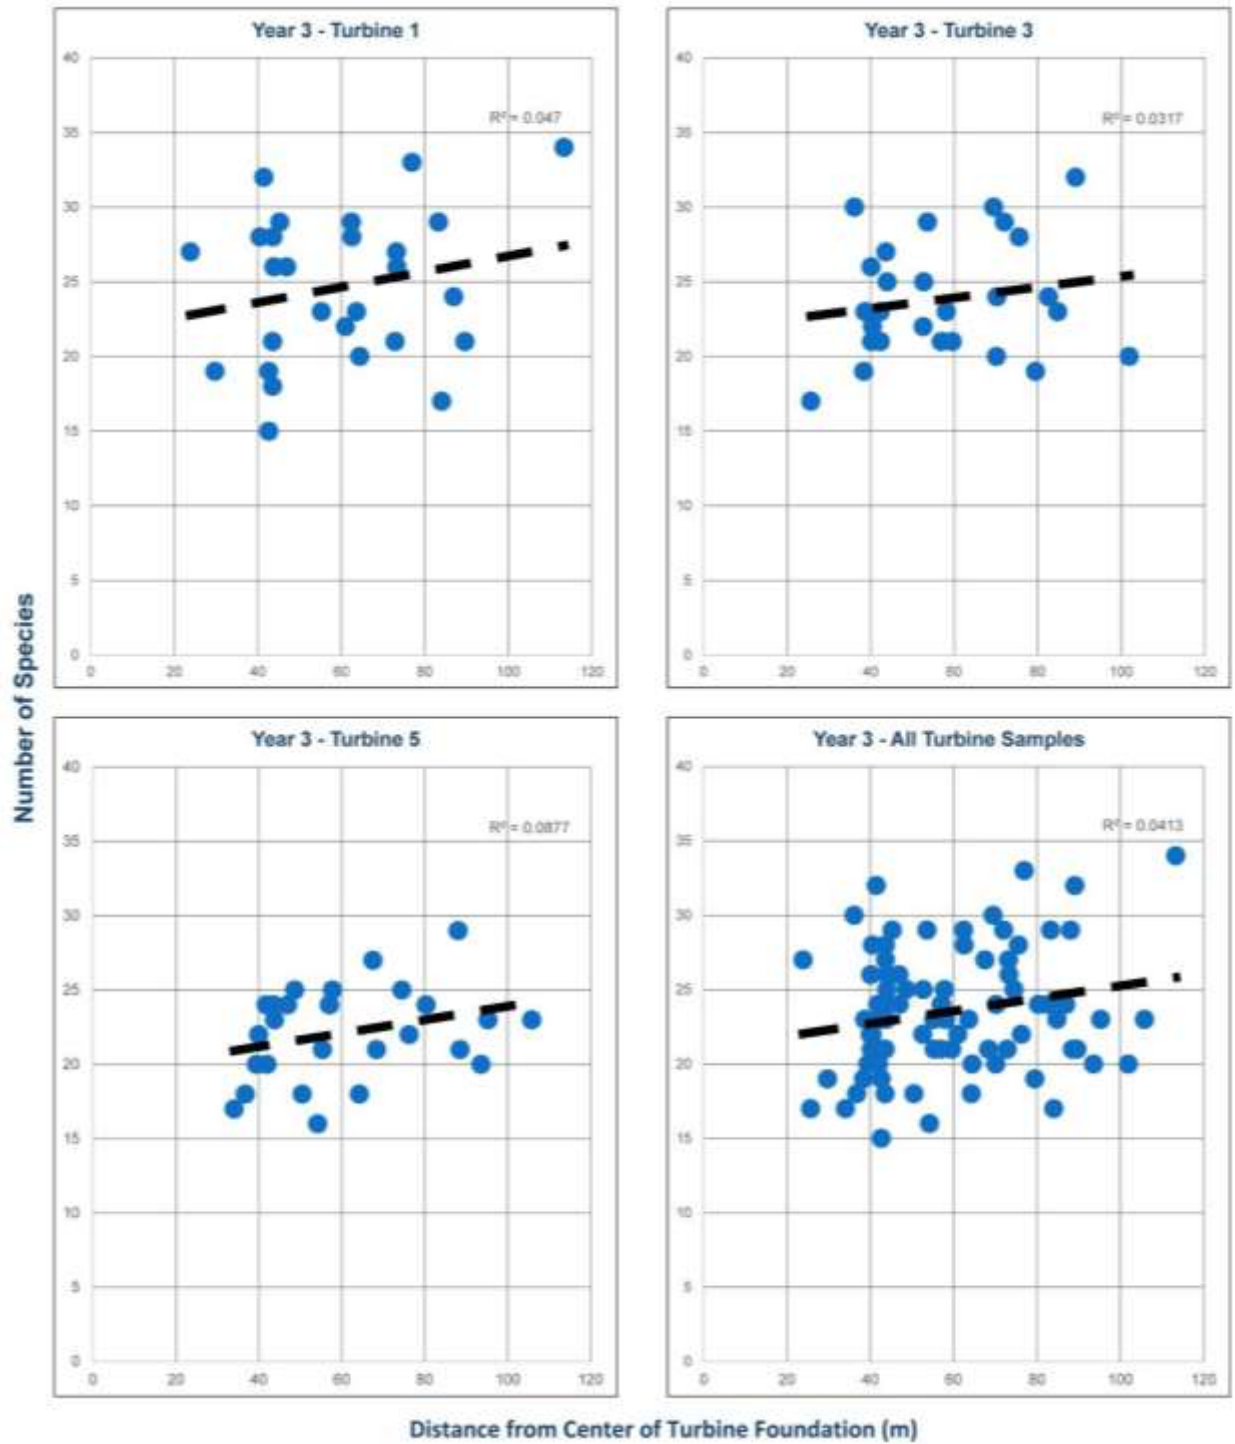 Year 3 - Turbine 1
40
35
30
25
20
15
10
5
0
0 20 40 60 80 100 120
R² = 0.047
Year 3 - Turbine 3
40
35
30
25
20
15
10
5
0
0 20 40 60 80 100 120
R² = 0.0317
Number of Species
Year 3 - Turbine 5
40
35
30
25
20
15
10
5
0
0 20 40 60 80 100 120
R² = 0.0877
Year 3 - All Turbine Samples
40
35
30
25
20
15
10
5
0
0 20 40 60 80 100 120
R² = 0.0413
Distance from Center of Turbine Foundation (m)